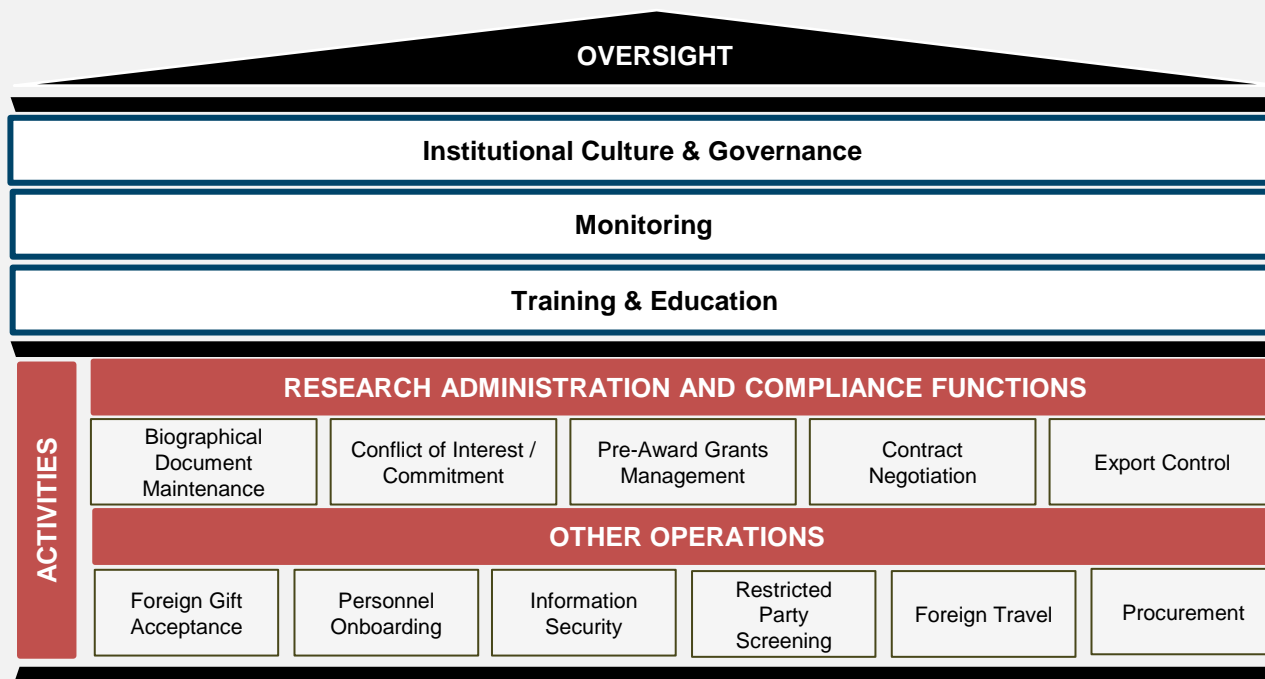 OVERSIGHT
Institutional Culture & Governance
Monitoring
Training & Education
ACTIVITIES
RESEARCH ADMINISTRATION AND COMPLIANCE FUNCTIONS
Biographical
Document
Maintenance
Conflict of Interest /
Commitment
Pre-Award Grants
Management
Contract
Negotiation
Export Control
OTHER OPERATIONS
Foreign Gift
Acceptance
Personnel
Onboarding
Information
Security
Restricted
Party
Screening
Foreign Travel
Procurement